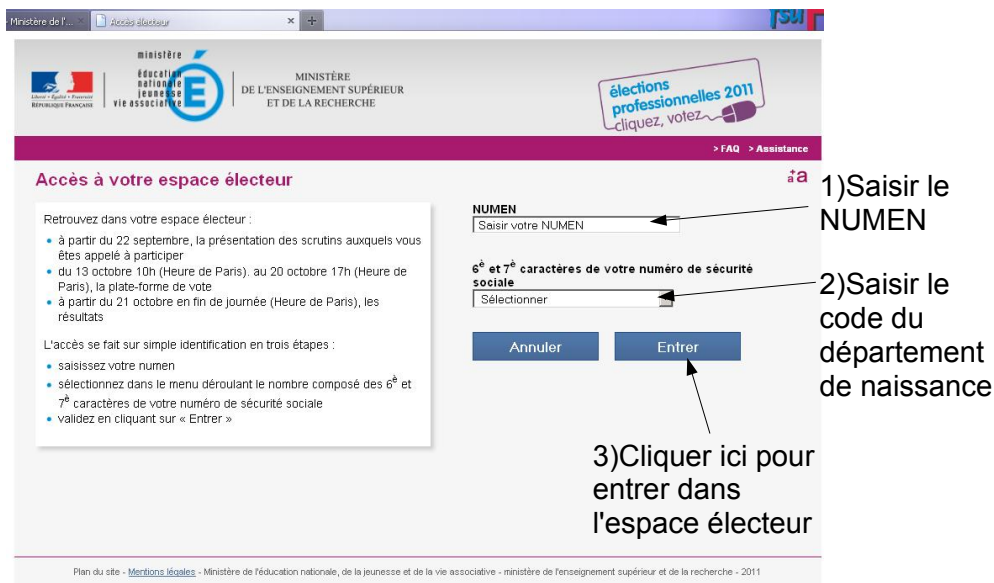 Ministère de l'...
Accès électeur
fsu
ministère
éducation
nationale
jeunesse
vie associative
Liberté • Égalité • Fraternité
RÉPUBLIQUE FRANÇAISE
MINISTÈRE
DE L'ENSEIGNEMENT SUPÉRIEUR
ET DE LA RECHERCHE
élections
professionnelles 2011
cliquez, votez
> FAQ > Assistance
Accès à votre espace électeur
Retrouvez dans votre espace électeur :
à partir du 22 septembre, la présentation des scrutins auxquels vous
êtes appelé à participer
du 13 octobre 10h (Heure de Paris). au 20 octobre 17h (Heure de
Paris), la plate-forme de vote
à partir du 21 octobre en fin de journée (Heure de Paris), les
résultats
L'accès se fait sur simple identification en trois étapes :
saisissez votre numen
sélectionnez dans le menu déroulant le nombre composé des 6è et
7è caractères de votre numéro de sécurité sociale
validez en cliquant sur « Entrer »
NUMEN
Saisir votre NUMEN
6è et 7è caractères de votre numéro de sécurité
sociale
Sélectionner
Annuler
Entrer
1)Saisir le
NUMEN
2)Saisir le
code du
département
de naissance
3)Cliquer ici pour
entrer dans
l'espace électeur
Plan du site - Mentions légales - Ministère de l'éducation nationale, de la jeunesse et de la vie associative - ministère de l'enseignement supérieur et de la recherche - 2011